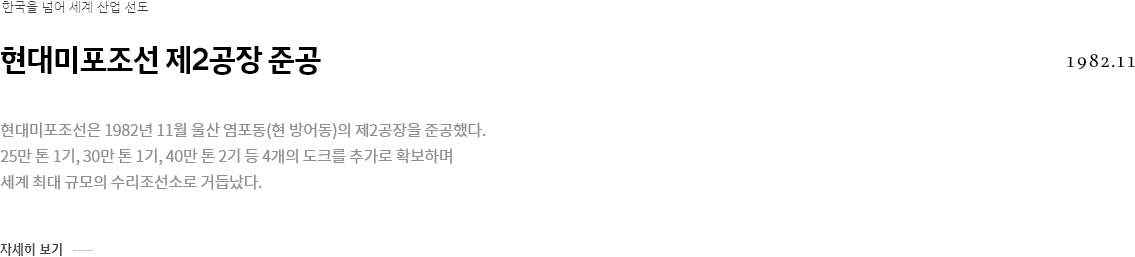 한국을 넘어 세계 산업 선도
현대미포조선 제2공장 준공
1982.11
현대미포조선은 1982년 11월 울산 염포동(현 방어동)의 제2공장을 준공했다.
25만 톤 1기, 30만 톤 1기, 40만 톤 2기 등 4개의 도크를 추가로 확보하며
세계 최대 규모의 수리조선소로 거듭났다.
자세히 보기